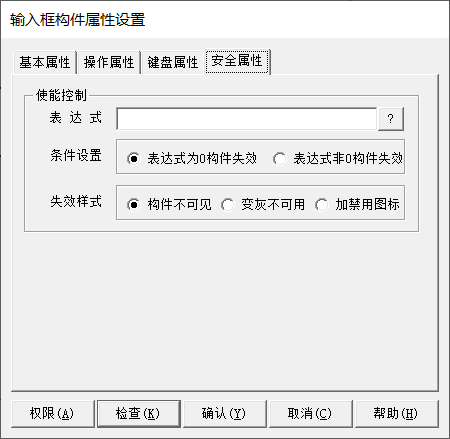 输入框构件属性设置
基本属性 操作属性 键盘属性 安全属性
使能控制
表 达 式 ?
条件设置 表达式为0构件失效 表达式非0构件失效
失效样式 构件不可见 变灰不可用 加禁用图标
权限(A) 检查(K) 确认(Y) 取消(C) 帮助(H)